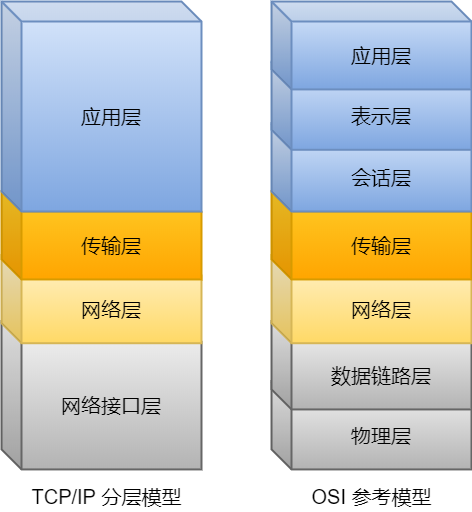 应用层
传输层
网络层
网络接口层
TCP/IP 分层模型
应用层
表示层
会话层
传输层
网络层
数据链路层
物理层
OSI 参考模型